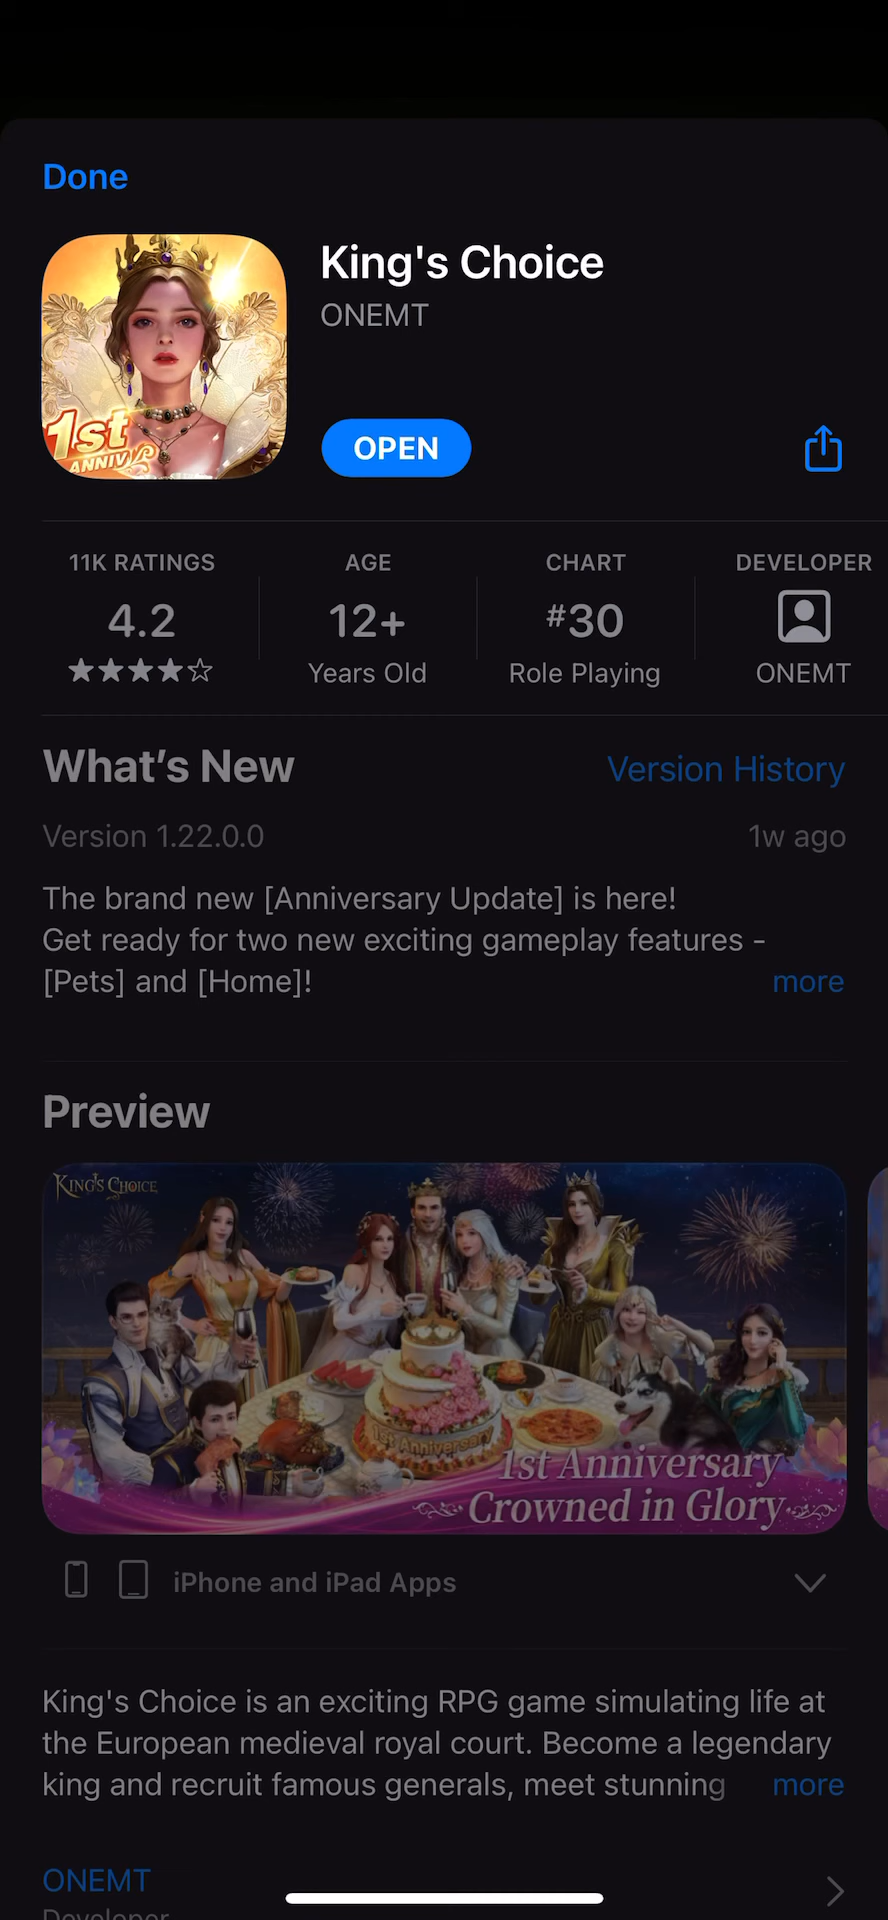 Done
King's Choice
ONEMT
1st
ANNIV
OPEN
11K RATINGS
4.2
AGE
12+
Years Old
CHART
#30
Role Playing
DEVELOPER
ONEMT
What's New
Version History
Version 1.22.0.0
1w ago
The brand new [Anniversary Update] is here!
Get ready for two new exciting gameplay features -
[Pets] and [Home]!
more
Preview
KING'S CHOICE
1st Anniversary
1st Anniversary
Crowned in Glory
iPhone and iPad Apps
King's Choice is an exciting RPG game simulating life at
the European medieval royal court. Become a legendary
king and recruit famous generals, meet stunning
more
ONEMT
Developer